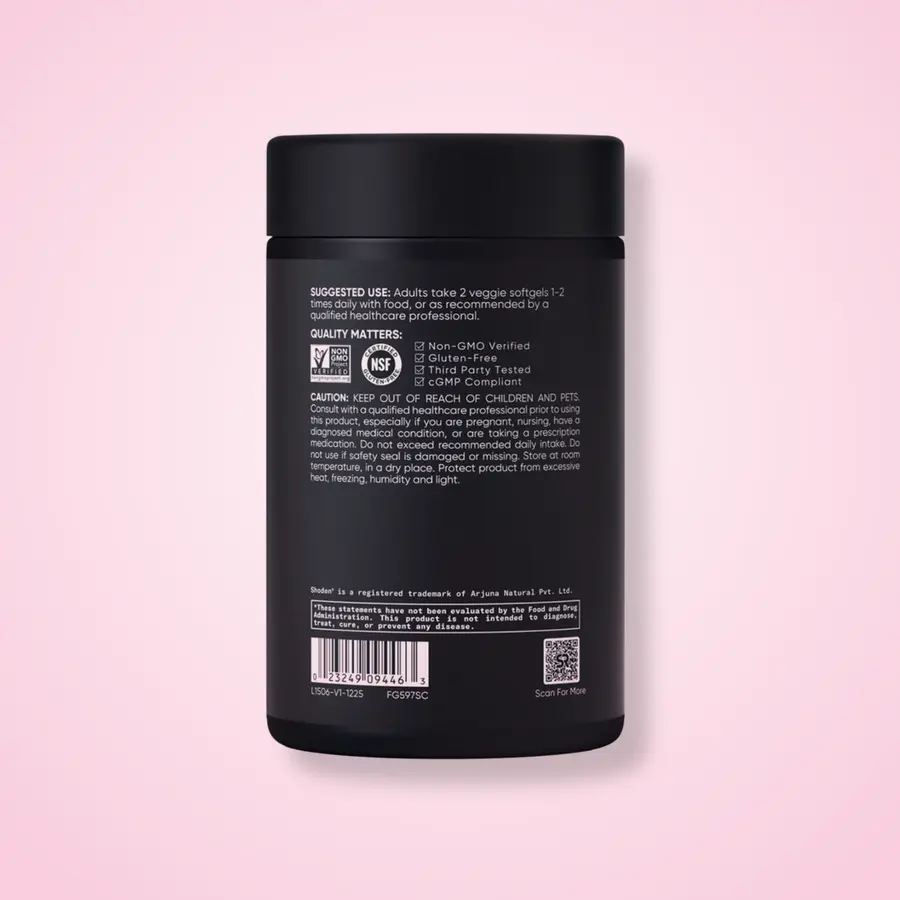 SUGGESTED USE: Adults take 2 veggie softgels 1-2
times daily with food, or as recommended by a
qualified healthcare professional.
QUALITY MATTERS:
NON
GMO
Project
VERIFIED
nongmoproject.org
CERTIFIED
NSF
GLUTEN-FREE
☑ Non-GMO Verified
☑ Gluten-Free
☑ Third Party Tested
☑ cGMP Compliant
CAUTION: KEEP OUT OF REACH OF CHILDREN AND PETS.
Consult with a qualified healthcare professional prior to using
this product, especially if you are pregnant, nursing, have a
diagnosed medical condition, or are taking a prescription
medication. Do not exceed recommended daily intake. Do
not use if safety seal is damaged or missing. Store at room
temperature, in a dry place. Protect product from excessive
heat, freezing, humidity and light.
Shoden® is a registered trademark of Arjuna Natural Pvt. Ltd.
*These statements have not been evaluated by the Food and Drug
Administration. This product is not intended to diagnose,
treat, cure, or prevent any disease.
0 23249 09446 3
L1506-V1-1225 FG597SC
SR
Scan For More